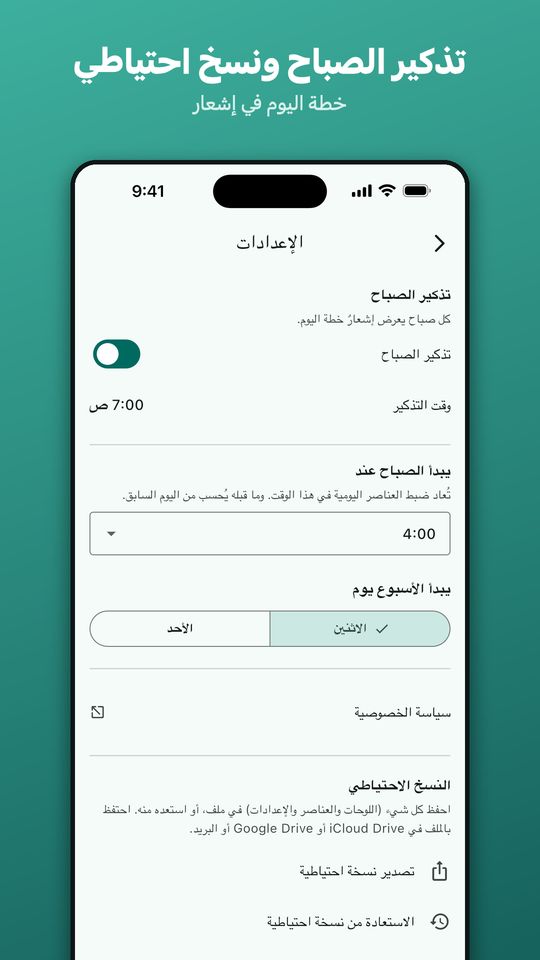 تذكير الصباح ونسخ احتياطي
خطة اليوم في إشعار
9:41
الإعدادات
تذكير الصباح
كل صباح يعرض إشعارٌ خطة اليوم.
تذكير الصباح
وقت التذكير
7:00 ص
يبدأ الصباح عند
تُعاد ضبط العناصر اليومية في هذا الوقت. وما قبله يُحسب من اليوم السابق.
4:00
يبدأ الأسبوع يوم
الاثنين
الأحد
سياسة الخصوصية
النسخ الاحتياطي
احفظ كل شيء (اللوحات والعناصر والإعدادات) في ملف، أو استعده منه. احتفظ
بالملف في iCloud Drive أو Google Drive أو البريد.
تصدير نسخة احتياطية
الاستعادة من نسخة احتياطية